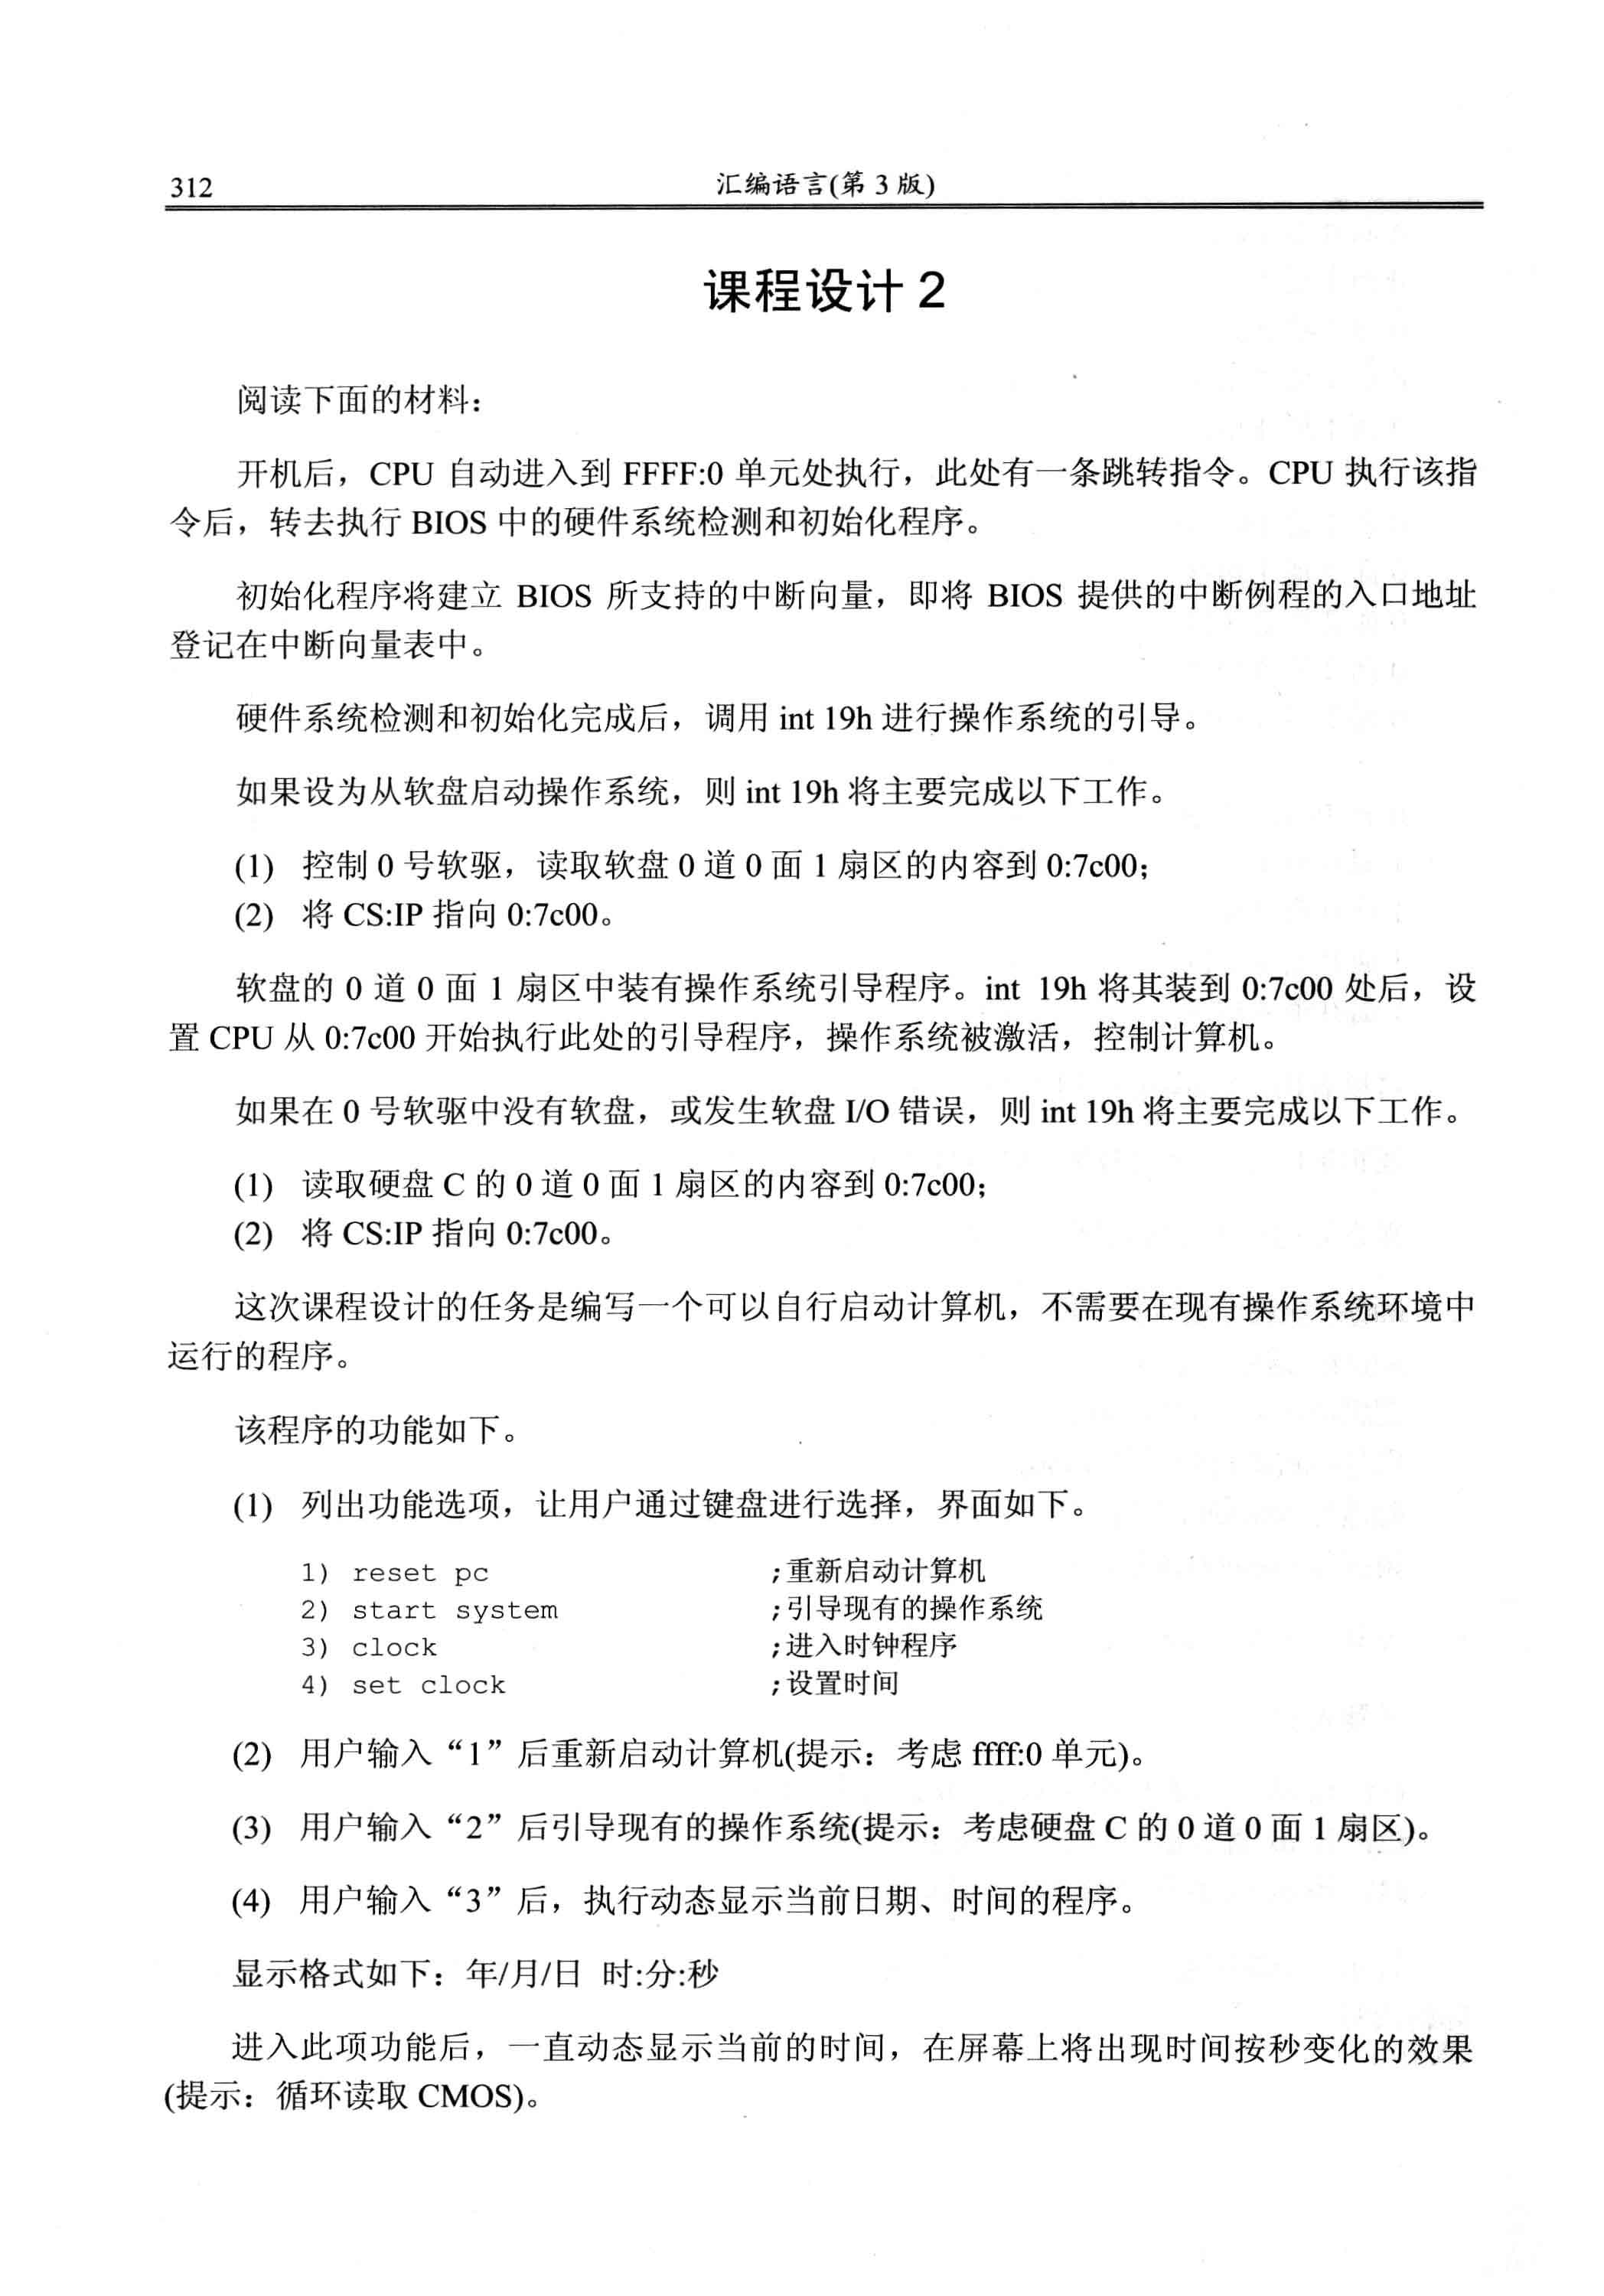 312
汇编语言(第 3 版)
课程设计 2
阅读下面的材料：
开机后，CPU 自动进入到 FFFF:0 单元处执行，此处有一条跳转指令。CPU 执行该指
令后，转去执行 BIOS 中的硬件系统检测和初始化程序。
初始化程序将建立 BIOS 所支持的中断向量，即将 BIOS 提供的中断例程的入口地址
登记在中断向量表中。
硬件系统检测和初始化完成后，调用 int 19h 进行操作系统的引导。
如果设为从软盘启动操作系统，则 int 19h 将主要完成以下工作。
(1) 控制 0 号软驱，读取软盘 0 道 0 面 1 扇区的内容到 0:7c00；
(2) 将 CS:IP 指向 0:7c00。
软盘的 0 道 0 面 1 扇区中装有操作系统引导程序。int 19h 将其装到 0:7c00 处后，设
置 CPU 从 0:7c00 开始执行此处的引导程序，操作系统被激活，控制计算机。
如果在 0 号软驱中没有软盘，或发生软盘 I/O 错误，则 int 19h 将主要完成以下工作。
(1) 读取硬盘 C 的 0 道 0 面 1 扇区的内容到 0:7c00；
(2) 将 CS:IP 指向 0:7c00。
这次课程设计的任务是编写一个可以自行启动计算机，不需要在现有操作系统环境中
运行的程序。
该程序的功能如下。
(1) 列出功能选项，让用户通过键盘进行选择，界面如下。
1) reset pc ;重新启动计算机
2) start system ;引导现有的操作系统
3) clock ;进入时钟程序
4) set clock ;设置时间
(2) 用户输入“1”后重新启动计算机(提示：考虑 ffff:0 单元)。
(3) 用户输入“2”后引导现有的操作系统(提示：考虑硬盘 C 的 0 道 0 面 1 扇区)。
(4) 用户输入“3”后，执行动态显示当前日期、时间的程序。
显示格式如下：年/月/日 时:分:秒
进入此项功能后，一直动态显示当前的时间，在屏幕上将出现时间按秒变化的效果
(提示：循环读取 CMOS)。